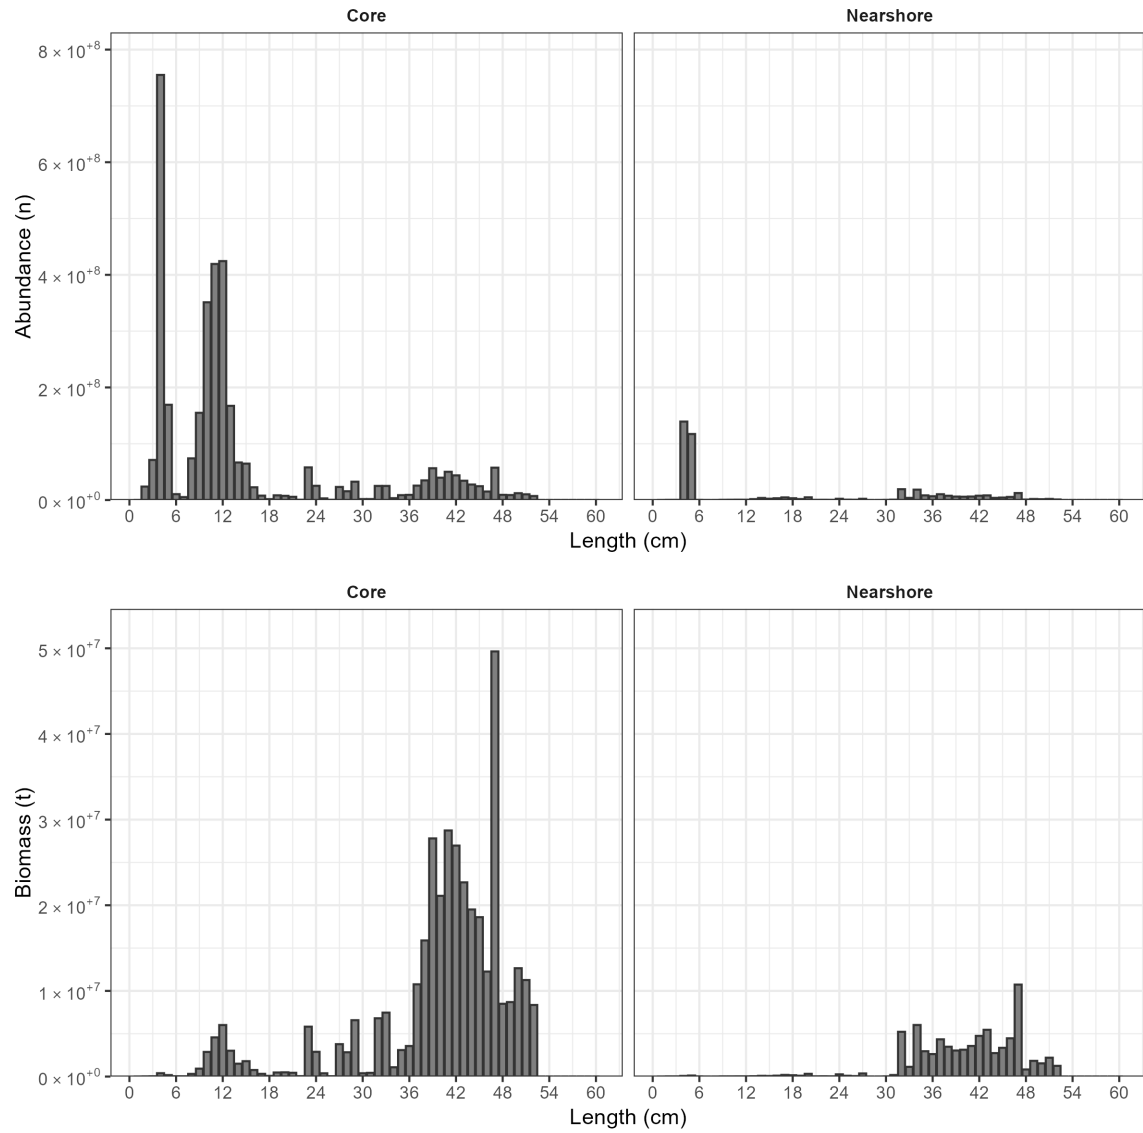 Core Nearshore
8 × 10⁺⁸
6 × 10⁺⁸
4 × 10⁺⁸
2 × 10⁺⁸
0 × 10⁺⁰
Abundance (n)
0 6 12 18 24 30 36 42 48 54 60 0 6 12 18 24 30 36 42 48 54 60
Length (cm)
Core Nearshore
5 × 10⁺⁷
4 × 10⁺⁷
3 × 10⁺⁷
2 × 10⁺⁷
1 × 10⁺⁷
0 × 10⁺⁰
Biomass (t)
0 6 12 18 24 30 36 42 48 54 60 0 6 12 18 24 30 36 42 48 54 60
Length (cm)